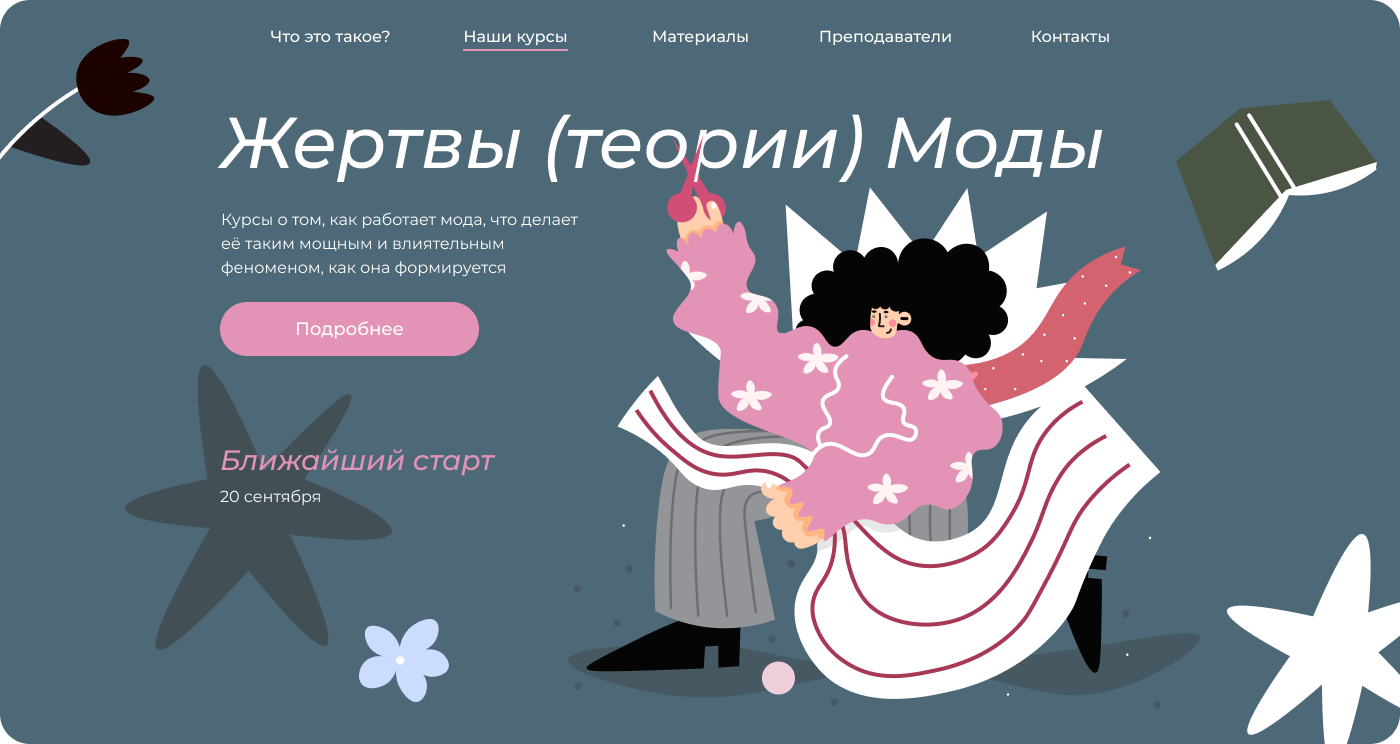 Что это такое? Наши курсы Материалы Преподаватели Контакты
Жертвы (теории) Моды
Курсы о том, как работает мода, что делает
её таким мощным и влиятельным
феноменом, как она формируется
Подробнее
Ближайший старт
20 сентября